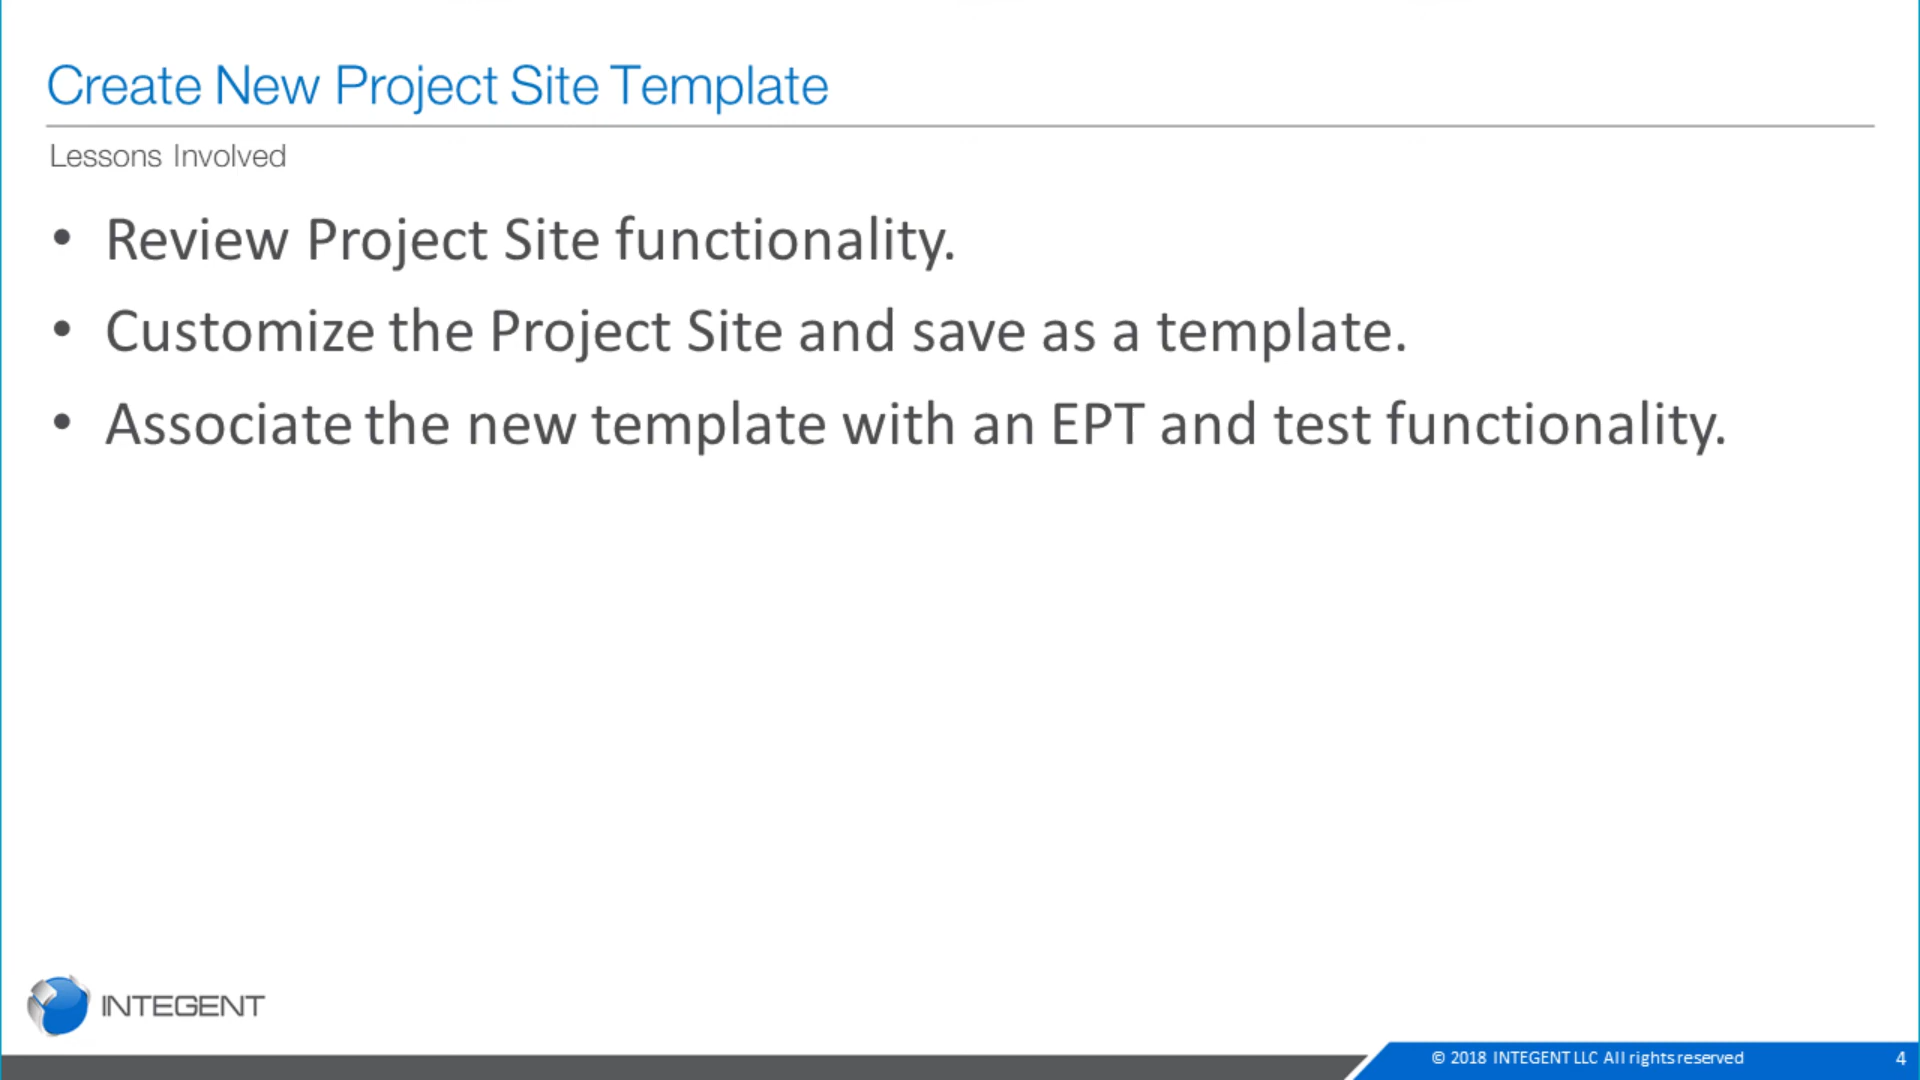 Create New Project Site Template
Lessons Involved
• Review Project Site functionality.
• Customize the Project Site and save as a template.
• Associate the new template with an EPT and test functionality.
INTEGENT
© 2018 INTEGENT LLC All rights reserved
4